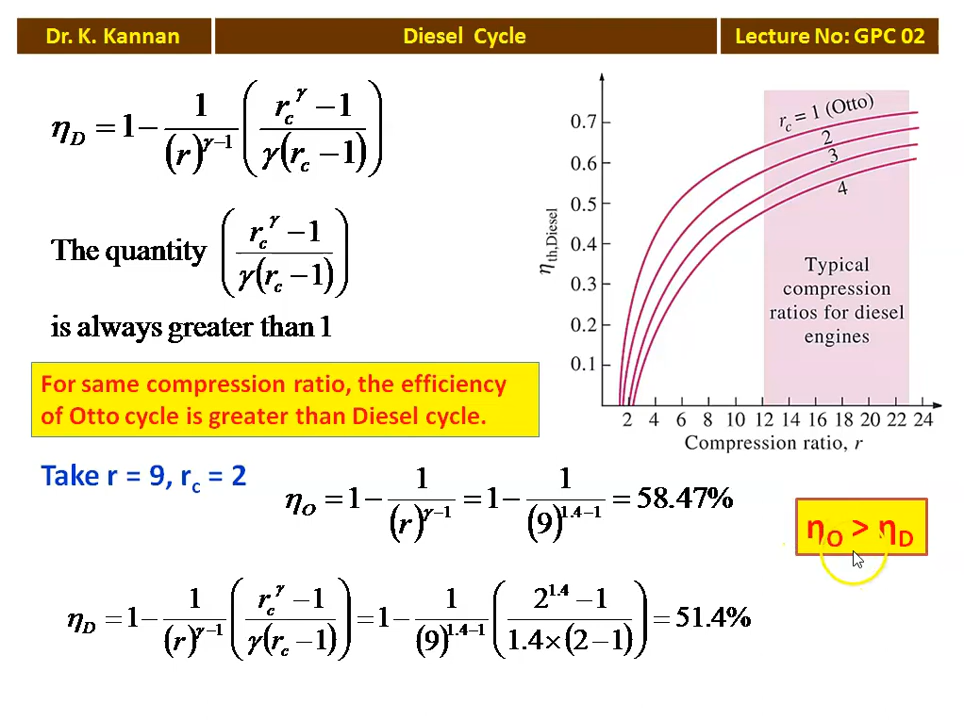 Dr. K. Kannan
Diesel Cycle
Lecture No: GPC 02
η_D = 1 − 1/(r)^(γ−1) ( (r_c^γ − 1) / (γ(r_c − 1)) )
The quantity ( (r_c^γ − 1) / (γ(r_c − 1)) )
is always greater than 1
For same compression ratio, the efficiency
of Otto cycle is greater than Diesel cycle.
η_th,Diesel
0.7
0.6
0.5
0.4
0.3
0.2
0.1
r_c = 1 (Otto)
2
3
4
Typical
compression
ratios for diesel
engines
2 4 6 8 10 12 14 16 18 20 22 24
Compression ratio, r
Take r = 9, r_c = 2
η_O = 1 − 1/(r)^(γ−1) = 1 − 1/(9)^(1.4−1) = 58.47%
η_O > η_D
η_D = 1 − 1/(r)^(γ−1) ( (r_c^γ − 1) / (γ(r_c − 1)) ) = 1 − 1/(9)^(1.4−1) ( (2^1.4 − 1) / (1.4×(2−1)) ) = 51.4%